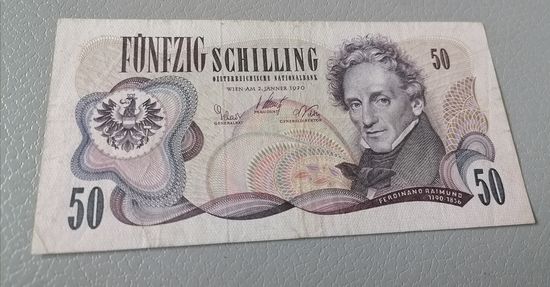 FÜNFZIG SCHILLING
50
OESTERREICHISCHE NATIONALBANK
WIEN AM 2. JÄNNER 1970
PRÄSIDENT
GENERALRAT
GENERALDIREKTOR
50
FERDINAND RAIMUND
1790-1836
50